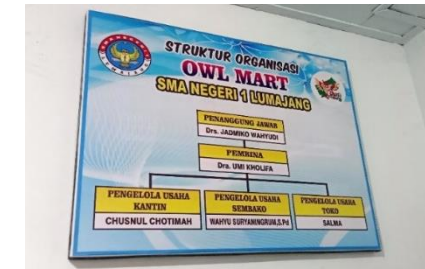 STRUKTUR ORGANISASI
OWL MART
SMA NEGERI 1 LUMAJANG
PENANGGUNG JAWAB
Drs. JADMIKO WAHYUDI
PEMBINA
Dra. UMI KHOLIFA
PENGELOLA USAHA
KANTIN
CHUSNUL CHOTIMAH
PENGELOLA USAHA
SEMBAKO
WAHYU SURYANINGRUM,S.Pd
PENGELOLA USAHA
TOKO
SALMA